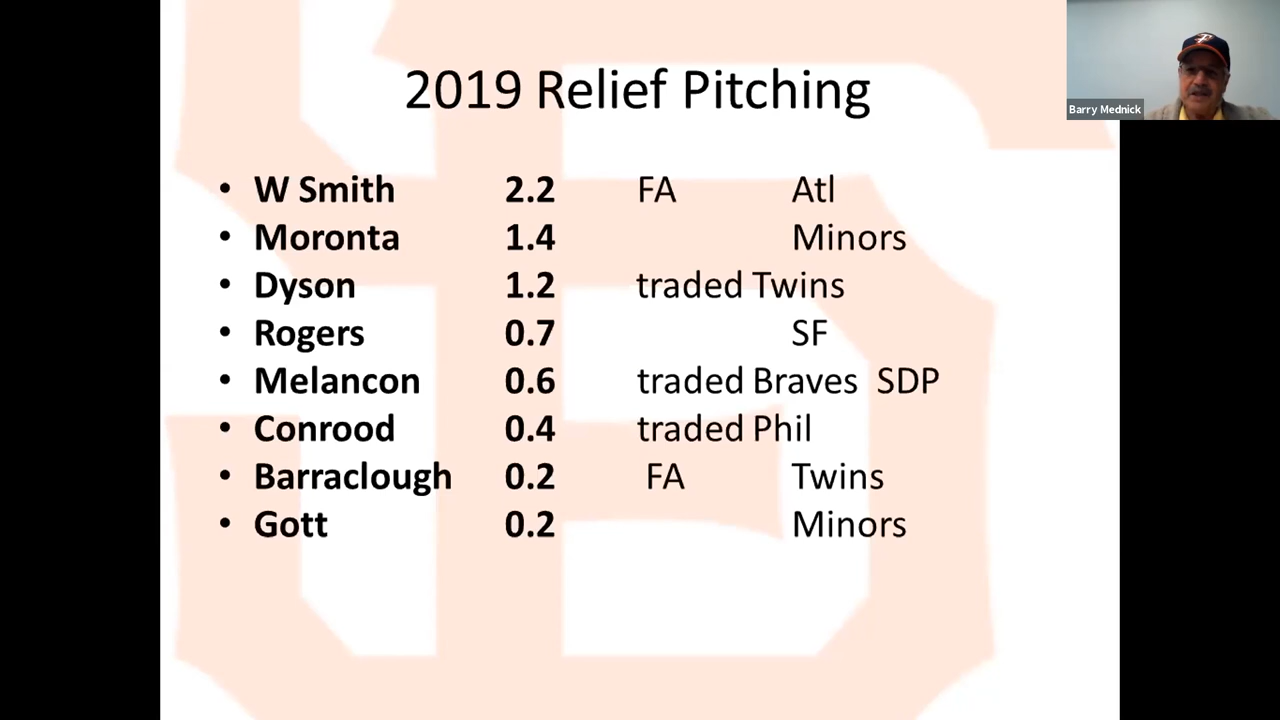 2019 Relief Pitching
Barry Mednick
• W Smith 2.2 FA Atl
• Moronta 1.4 Minors
• Dyson 1.2 traded Twins
• Rogers 0.7 SF
• Melancon 0.6 traded Braves SDP
• Conrood 0.4 traded Phil
• Barraclough 0.2 FA Twins
• Gott 0.2 Minors